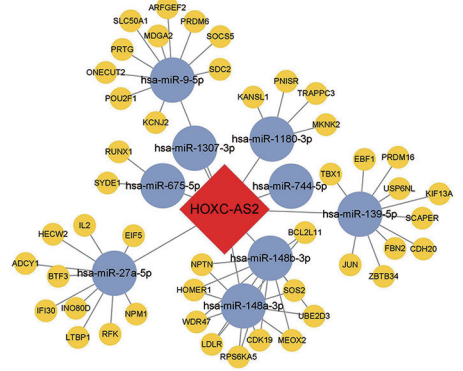 ARFGEF2
SLC50A1
PRDM6
MDGA2
SOCS5
PRTG
ONECUT2
SDC2
hsa-miR-9-5p
POU2F1
KCNJ2
PNISR
KANSL1
TRAPPC3
MKNK2
hsa-miR-1307-3p
hsa-miR-1180-3p
RUNX1
SYDE1
hsa-miR-675-5p
hsa-miR-744-5p
HOXC-AS2
EBF1
PRDM16
TBX1
USP6NL
KIF13A
hsa-miR-139-5p
SCAPER
CDH20
FBN2
JUN
ZBTB34
IL2
HECW2
EIF5
ADCY1
BTF3
hsa-miR-27a-5p
IFI30
INO80D
NPM1
LTBP1
RFK
BCL2L11
hsa-miR-148b-3p
NPTN
HOMER1
SOS2
hsa-miR-148a-3p
UBE2D3
WDR47
MEOX2
LDLR
CDK19
RPS6KA5